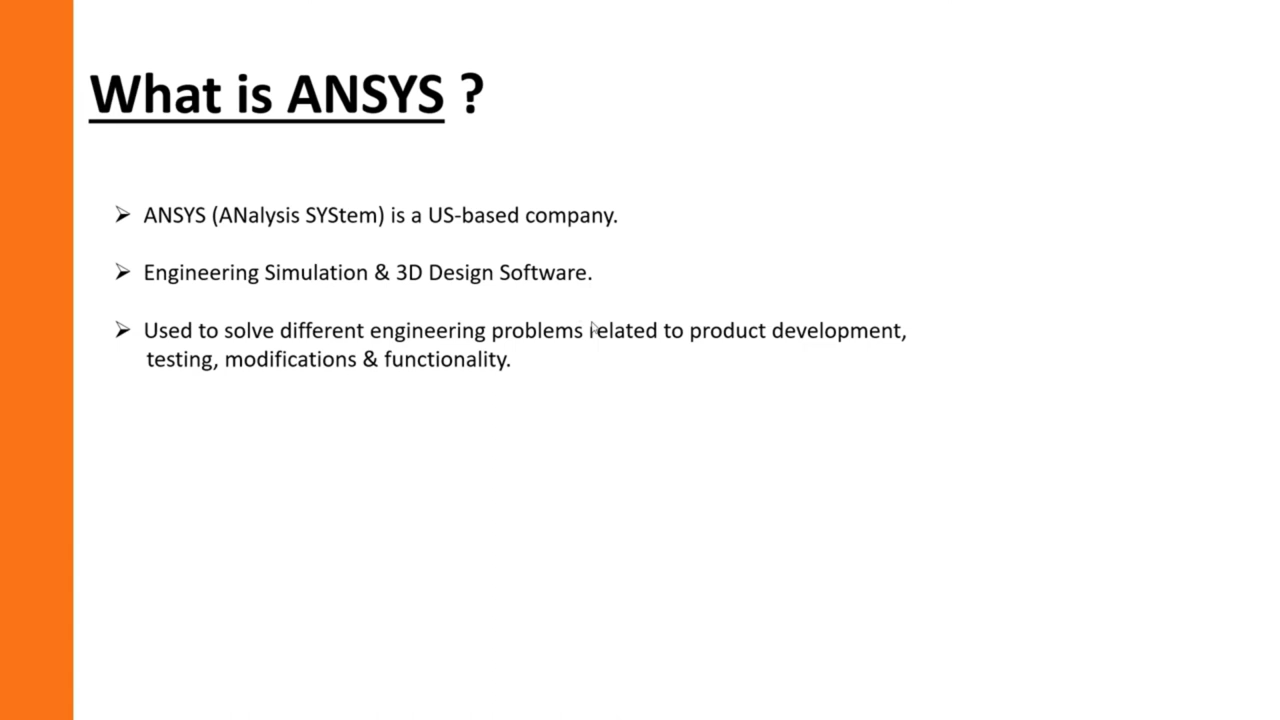 What is ANSYS ?
➢ ANSYS (ANalysis SYStem) is a US-based company.
➢ Engineering Simulation & 3D Design Software.
➢ Used to solve different engineering problems related to product development,
testing, modifications & functionality.